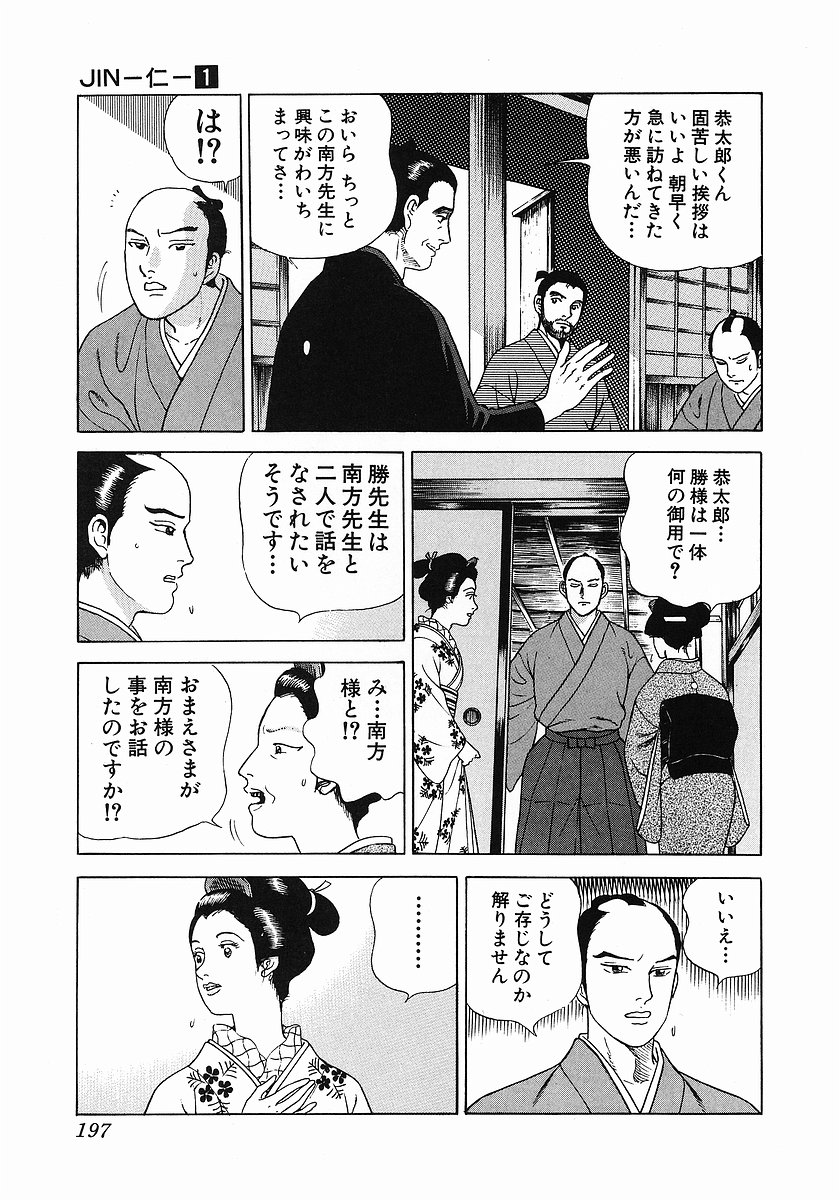 JIN－仁－1
恭太郎くん
固苦しい挨拶は
いいよ 朝早く
急に訪ねてきた
方が悪いんだ…
おいら ちっと
この南方先生に
興味がわいち
まってさ…
は!?
恭太郎…
勝様は一体
何の御用で?
勝先生は
南方先生と
二人で話を
なされたい
そうです…
み…南方
様と!?
おまえさまが
南方様の
事をお話
したのですか!?
いいえ…
どうして
ご存じなのか
解りません
………
197